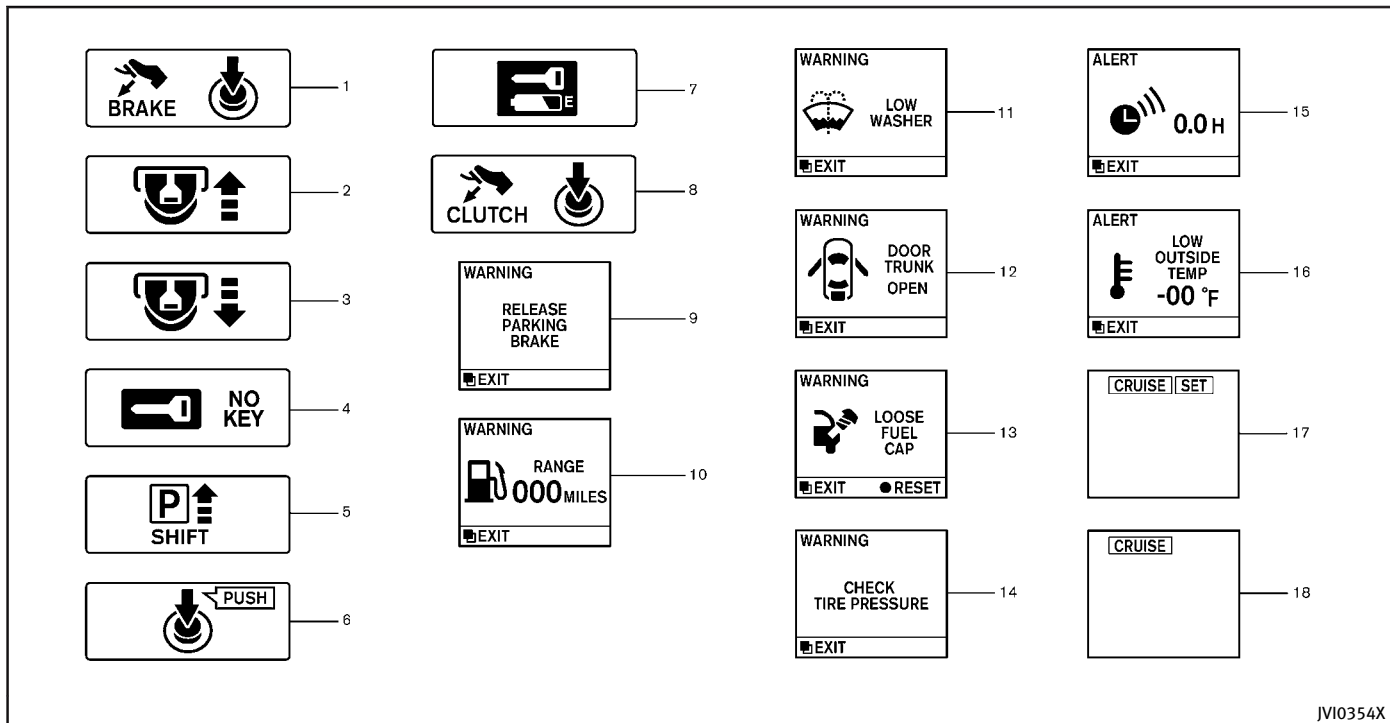 BRAKE
1
2
3
NO
KEY
4
P
SHIFT
5
PUSH
6
E
7
CLUTCH
8
WARNING
RELEASE
PARKING
BRAKE
EXIT
9
WARNING
RANGE
000 MILES
EXIT
10
WARNING
LOW
WASHER
EXIT
11
WARNING
DOOR
TRUNK
OPEN
EXIT
12
WARNING
LOOSE
FUEL
CAP
EXIT ●RESET
13
WARNING
CHECK
TIRE PRESSURE
EXIT
14
ALERT
0.0 H
EXIT
15
ALERT
LOW
OUTSIDE
TEMP
-00 °F
EXIT
16
CRUISE SET
17
CRUISE
18
JVI0354X